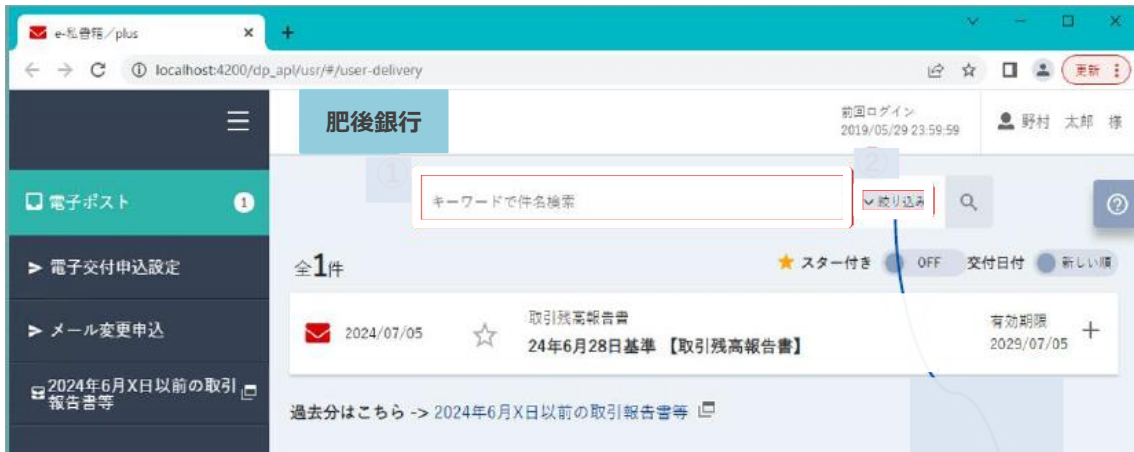 e-私書箱/plus
localhost:4200/dp_apl/usr/#/user-delivery
更新
肥後銀行
前回ログイン
2019/05/29 23:59:59
野村 太郎 様
①
②
電子ポスト 1
キーワードで件名検索
絞り込み
電子交付申込設定
全1件
スター付き OFF 交付日付 新しい順
メール変更申込
2024/07/05
取引残高報告書
24年6月28日基準 【取引残高報告書】
有効期限
2029/07/05
2024年6月X日以前の取引
報告書等
過去分はこちら -> 2024年6月X日以前の取引報告書等